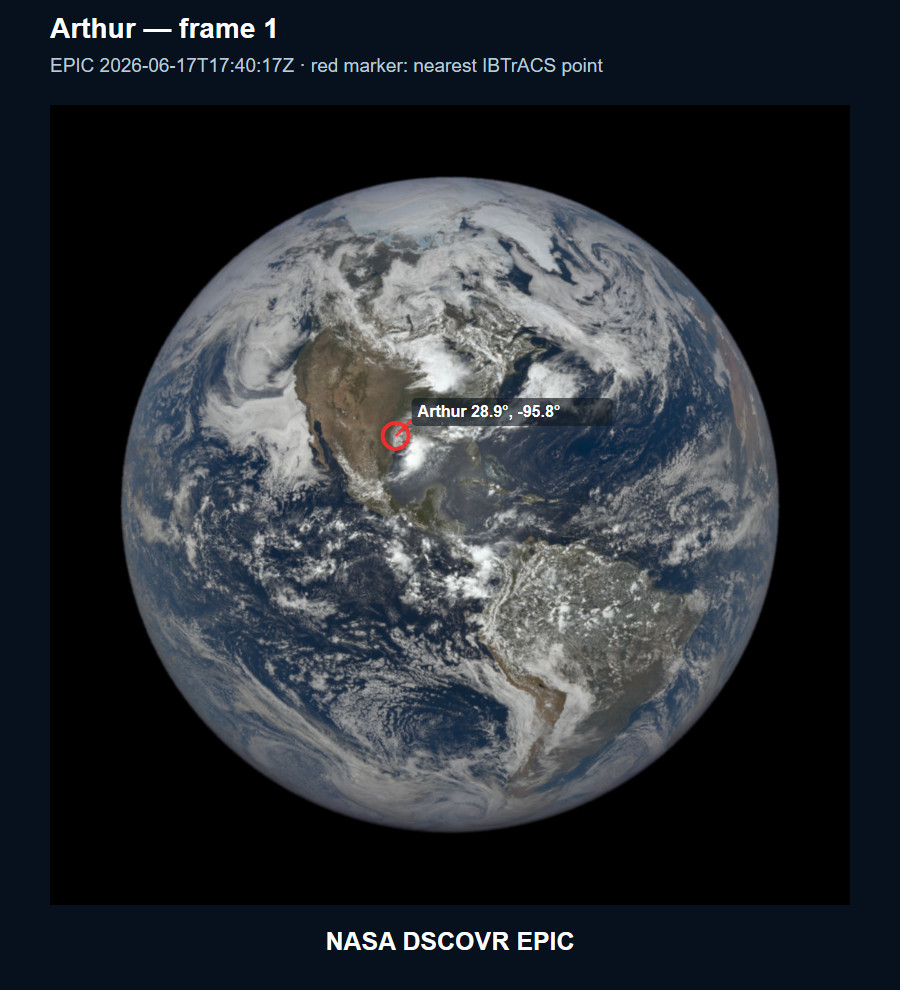 Arthur — frame 1
EPIC 2026-06-17T17:40:17Z · red marker: nearest IBTrACS point
Arthur 28.9°, -95.8°
NASA DSCOVR EPIC